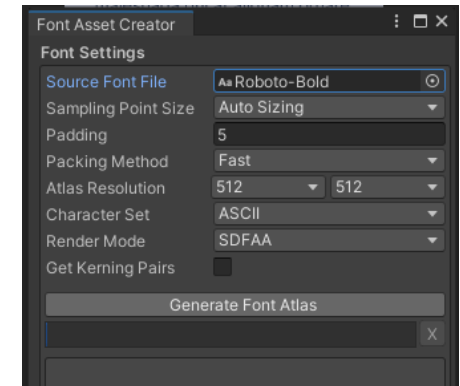 Font Asset Creator
Font Settings
Source Font File Aa Roboto-Bold
Sampling Point Size Auto Sizing
Padding 5
Packing Method Fast
Atlas Resolution 512 512
Character Set ASCII
Render Mode SDFAA
Get Kerning Pairs
Generate Font Atlas
X